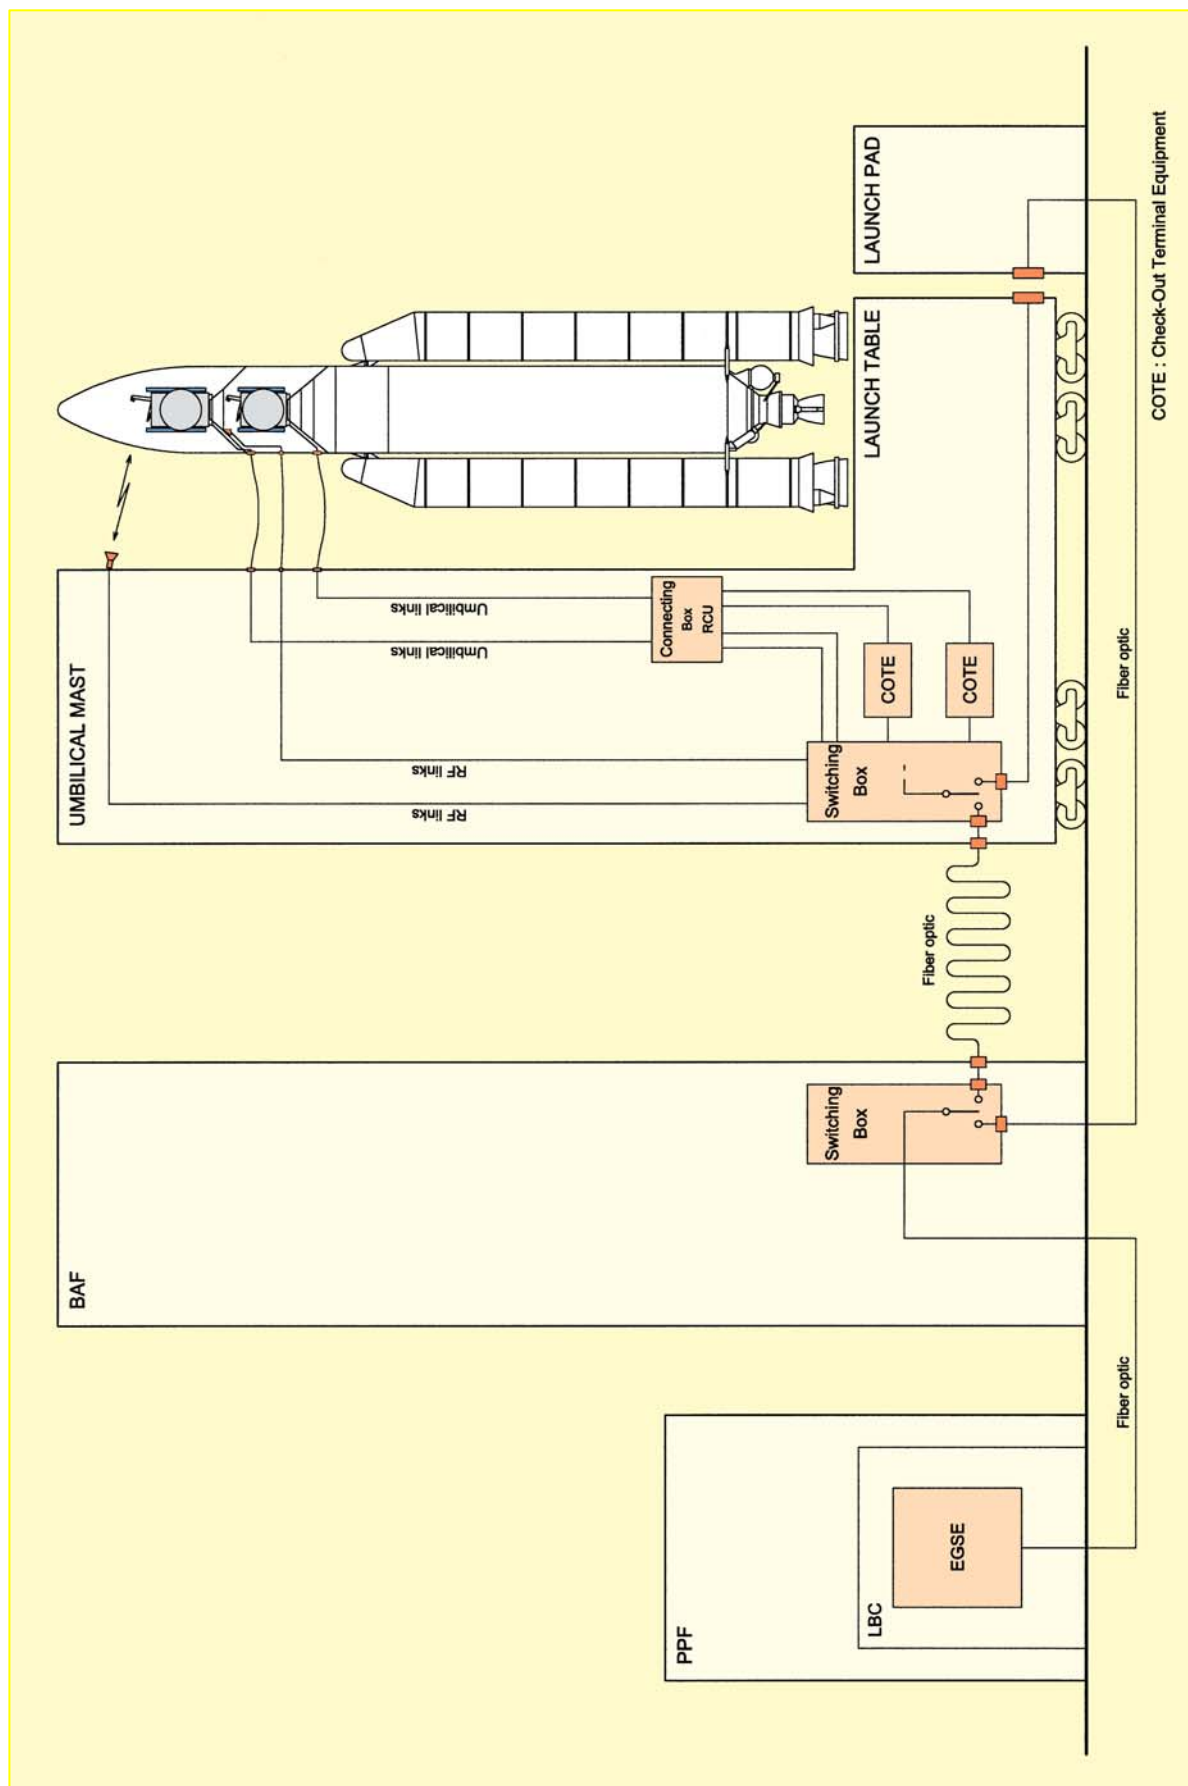 UMBILICAL MAST
BAF
PPF
LBC
EGSE
Switching
Box
Fiber optic
Switching
Box
COTE
COTE
Connecting
Box
RCU
RF links
RF links
Umbilical links
Umbilical links
LAUNCH TABLE
LAUNCH PAD
Fiber optic
Fiber optic
COTE : Check-Out Terminal Equipment